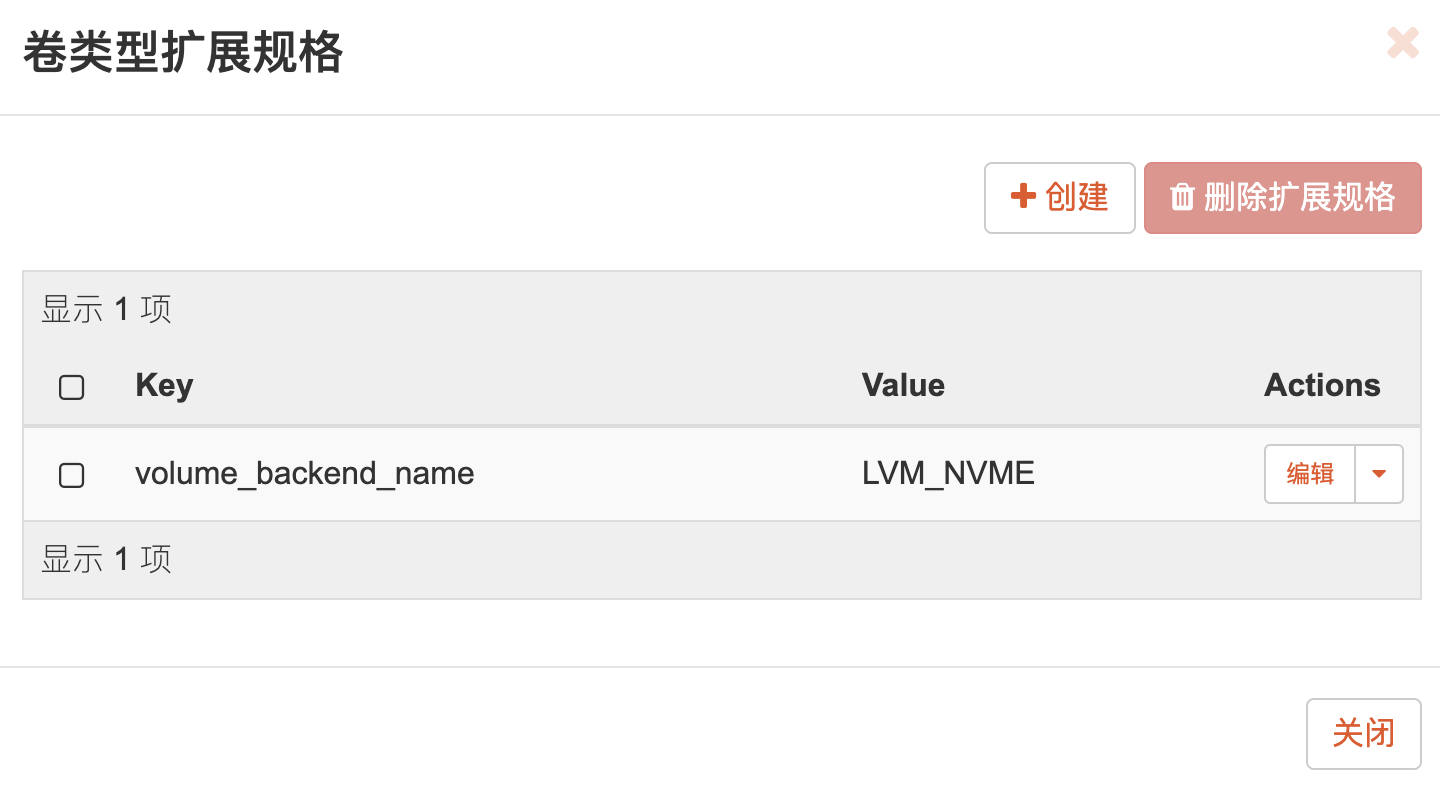 卷类型扩展规格
创建 删除扩展规格
显示 1 项
Key Value Actions
volume_backend_name LVM_NVME 编辑
显示 1 项
关闭